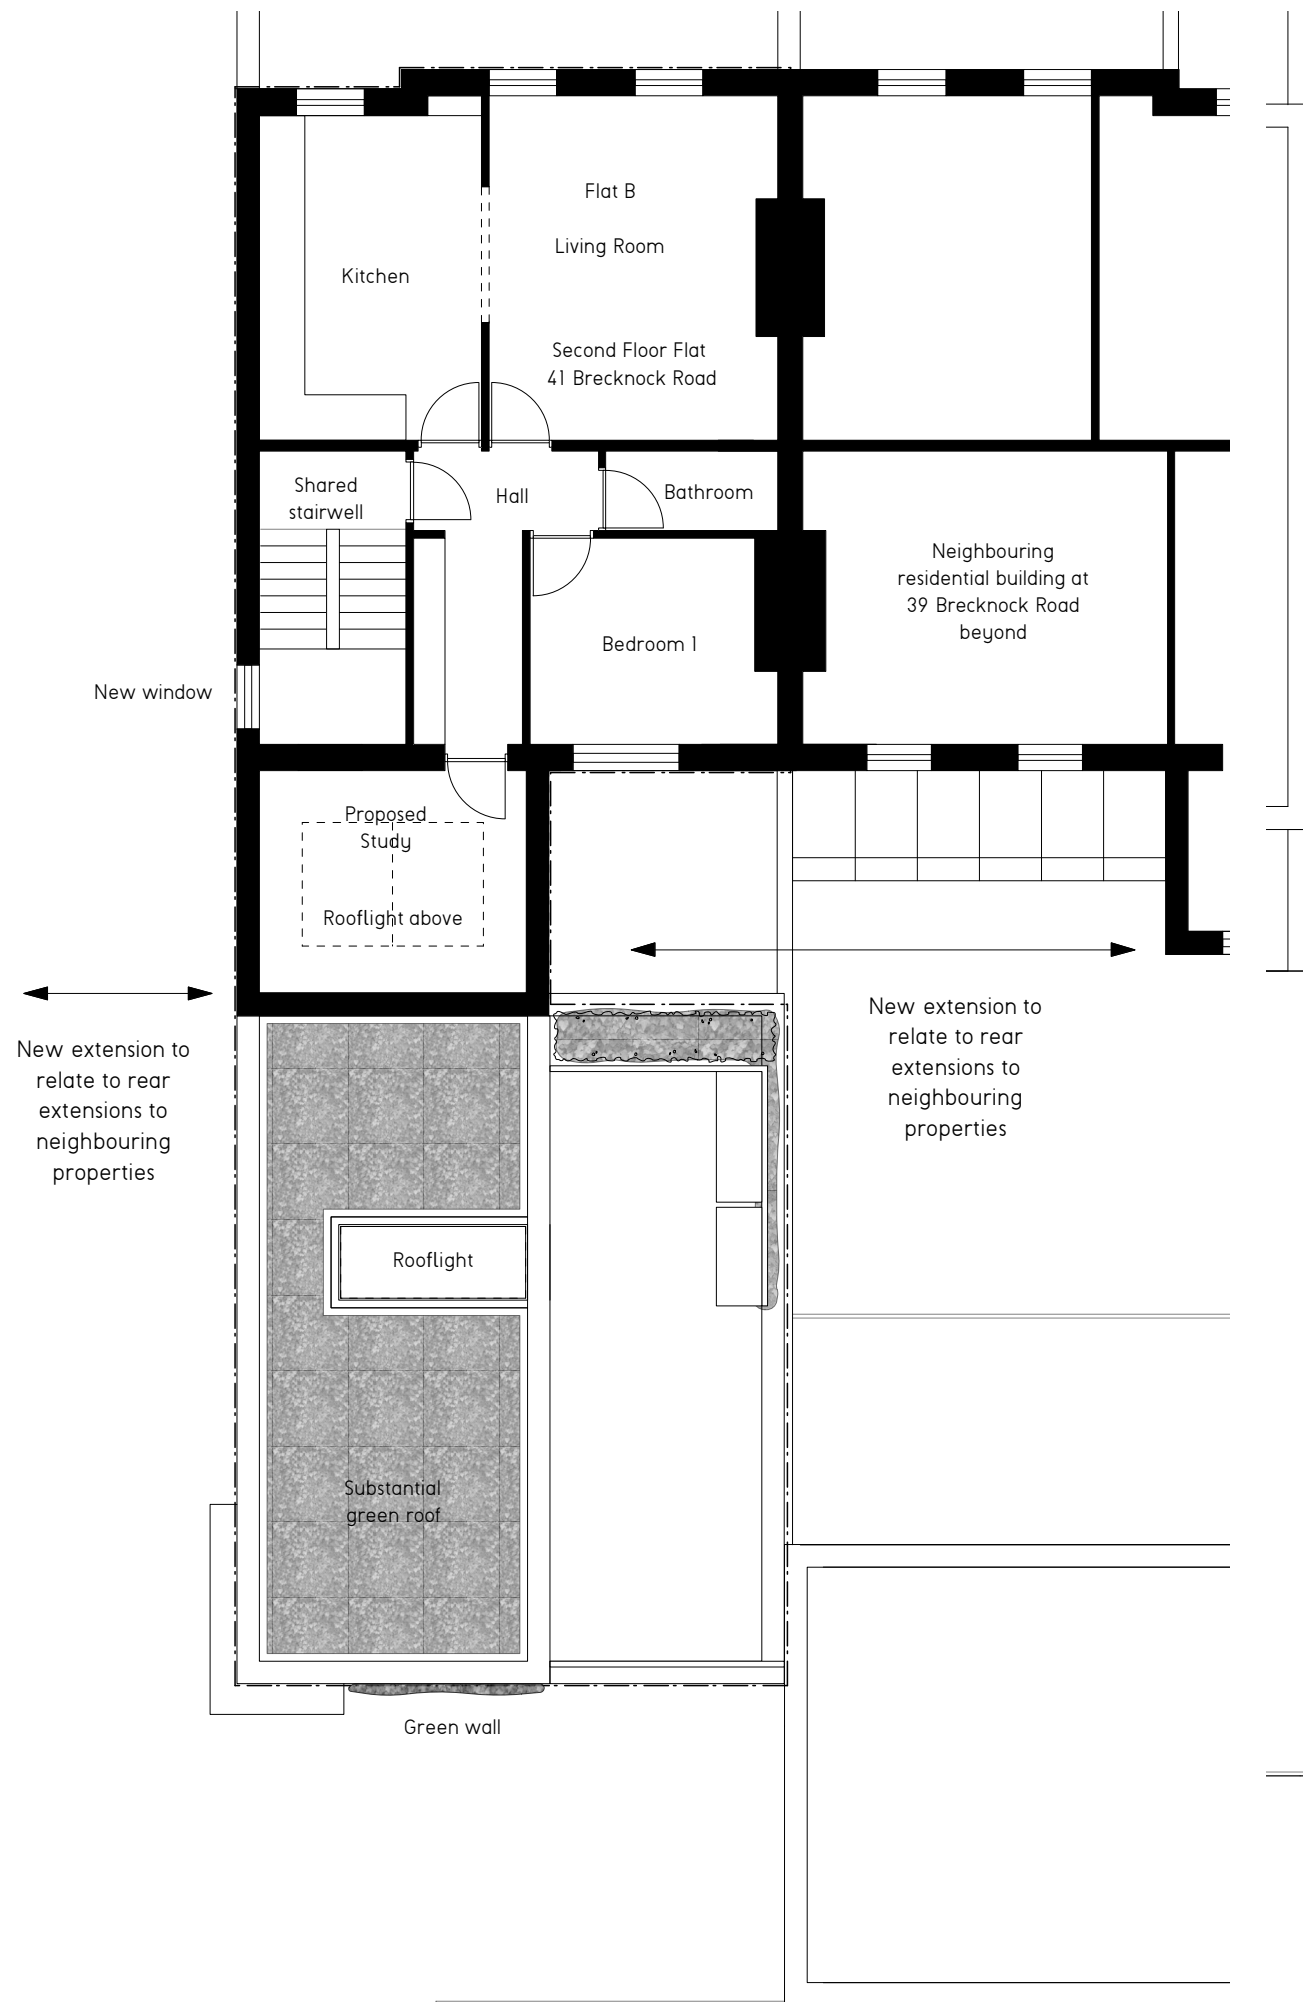 Flat B
Living Room
Kitchen
Second Floor Flat
41 Brecknock Road
Shared
stairwell
Hall
Bathroom
Neighbouring
residential building at
39 Brecknock Road
beyond
Bedroom 1
New window
Proposed
Study
Rooflight above
New extension to
relate to rear
extensions to
neighbouring
properties
New extension to
relate to rear
extensions to
neighbouring
properties
Rooflight
Substantial
green roof
Green wall